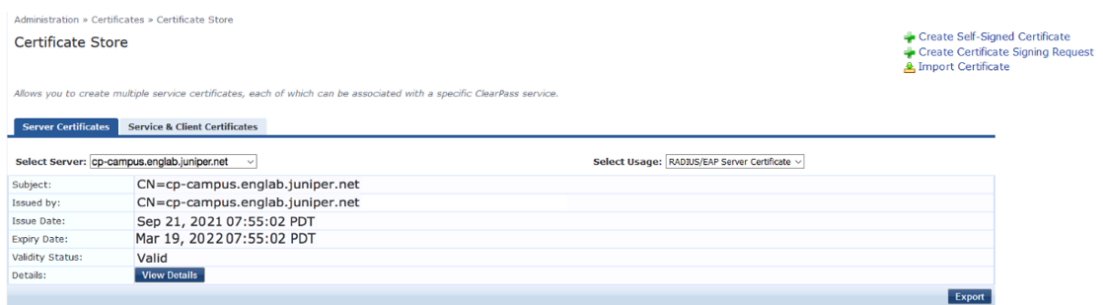 Administration » Certificates » Certificate Store
Certificate Store
Create Self-Signed Certificate
Create Certificate Signing Request
Import Certificate
Allows you to create multiple service certificates, each of which can be associated with a specific ClearPass service.
Server Certificates Service & Client Certificates
Select Server: cp-campus.englab.juniper.net Select Usage: RADIUS/EAP Server Certificate
Subject: CN=cp-campus.englab.juniper.net
Issued by: CN=cp-campus.englab.juniper.net
Issue Date: Sep 21, 2021 07:55:02 PDT
Expiry Date: Mar 19, 2022 07:55:02 PDT
Validity Status: Valid
Details: View Details
Export